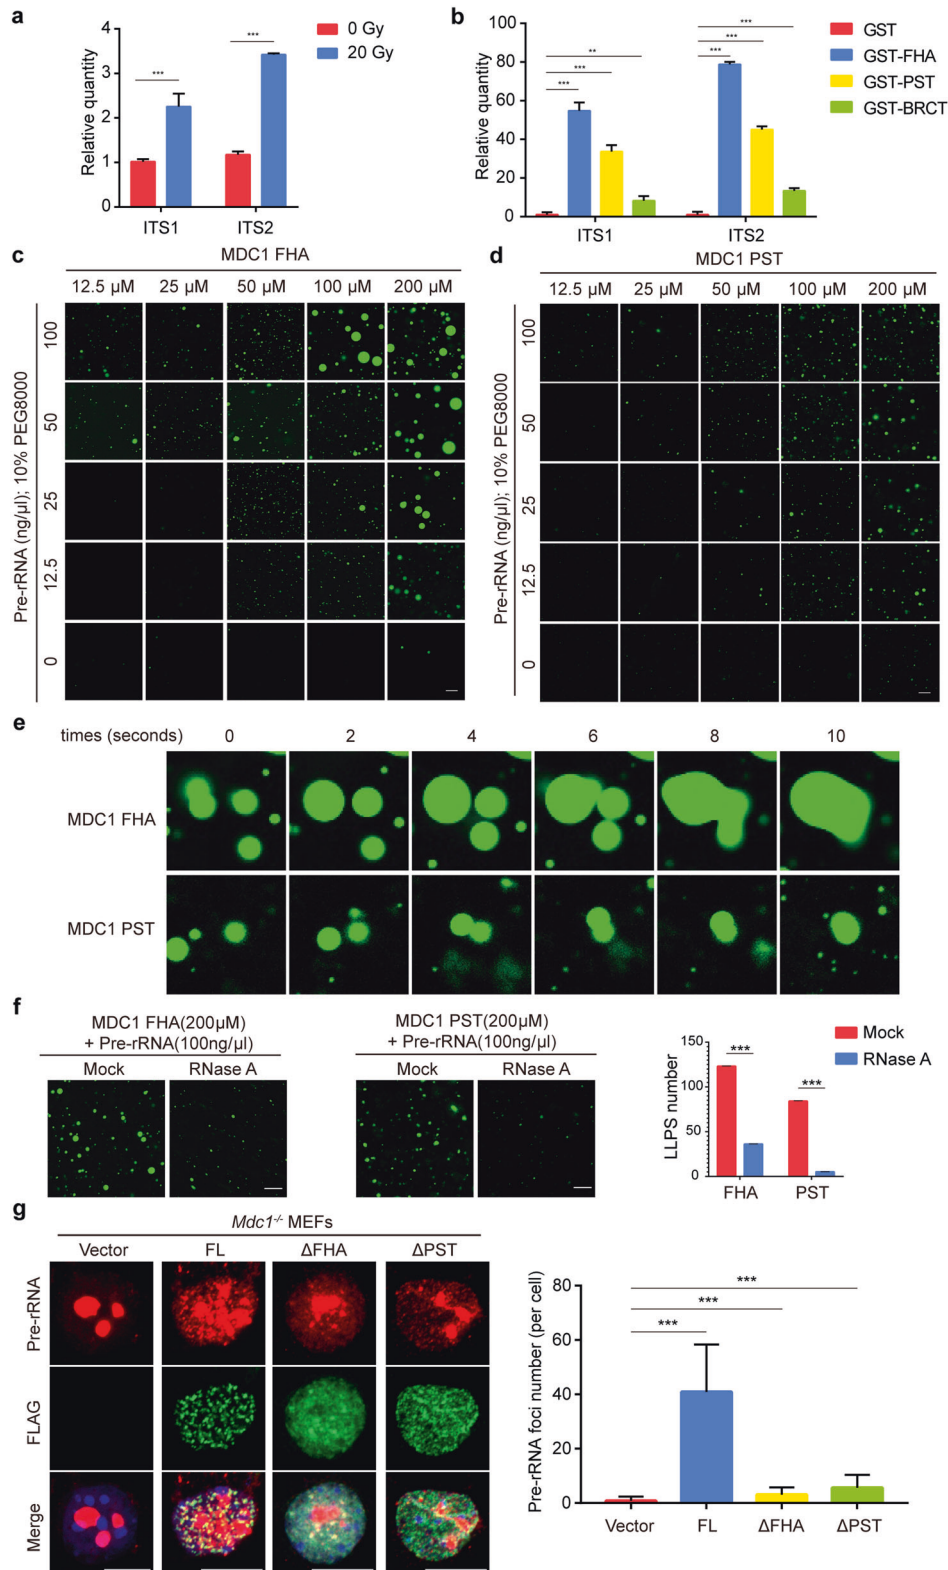 a
Relative quantity
4
3
2
1
0
***
***
ITS1
ITS2
0 Gy
20 Gy
b
Relative quantity
100
80
60
40
20
0
**
***
***
***
***
***
ITS1
ITS2
GST
GST-FHA
GST-PST
GST-BRCT
c
MDC1 FHA
12.5 µM 25 µM 50 µM 100 µM 200 µM
Pre-rRNA (ng/µl); 10% PEG8000
100
50
25
12.5
0
d
MDC1 PST
12.5 µM 25 µM 50 µM 100 µM 200 µM
Pre-rRNA (ng/µl); 10% PEG8000
100
50
25
12.5
0
e
times (seconds) 0 2 4 6 8 10
MDC1 FHA
MDC1 PST
f
MDC1 FHA(200µM)
+ Pre-rRNA(100ng/µl)
Mock RNase A
MDC1 PST(200µM)
+ Pre-rRNA(100ng/µl)
Mock RNase A
LLPS number
150
100
50
0
***
***
FHA PST
Mock
RNase A
g
Mdc1-/- MEFs
Vector FL ΔFHA ΔPST
Pre-rRNA
FLAG
Merge
Pre-rRNA foci number (per cell)
80
60
40
20
0
***
***
***
Vector FL ΔFHA ΔPST